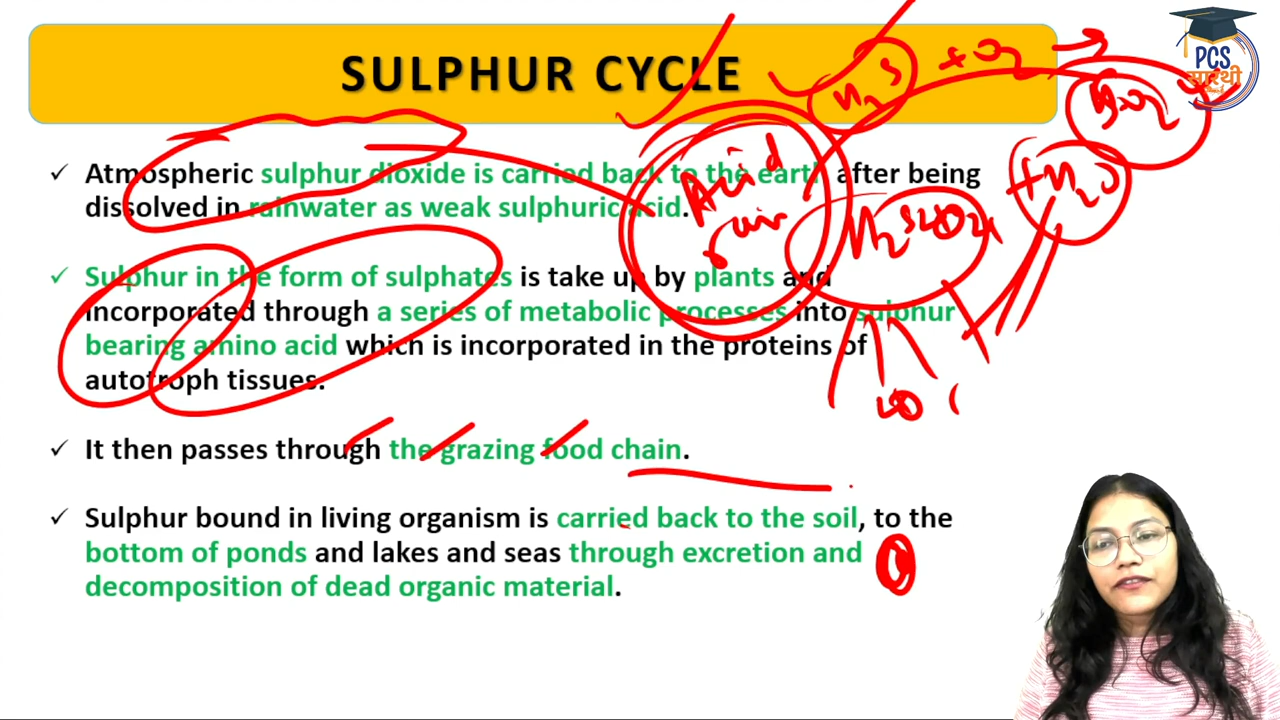 SULPHUR CYCLE
PCS
सारथी
H2S + O2 →
SO2
+ H2O
Acid
rain
✓ Atmospheric sulphur dioxide is carried back to the earth after being
dissolved in rainwater as weak sulphuric acid.
✓ Sulphur in the form of sulphates is take up by plants and
incorporated through a series of metabolic processes into sulphur
bearing amino acid which is incorporated in the proteins of
autotroph tissues.
✓ It then passes through the grazing food chain.
✓ Sulphur bound in living organism is carried back to the soil, to the
bottom of ponds and lakes and seas through excretion and
decomposition of dead organic material.